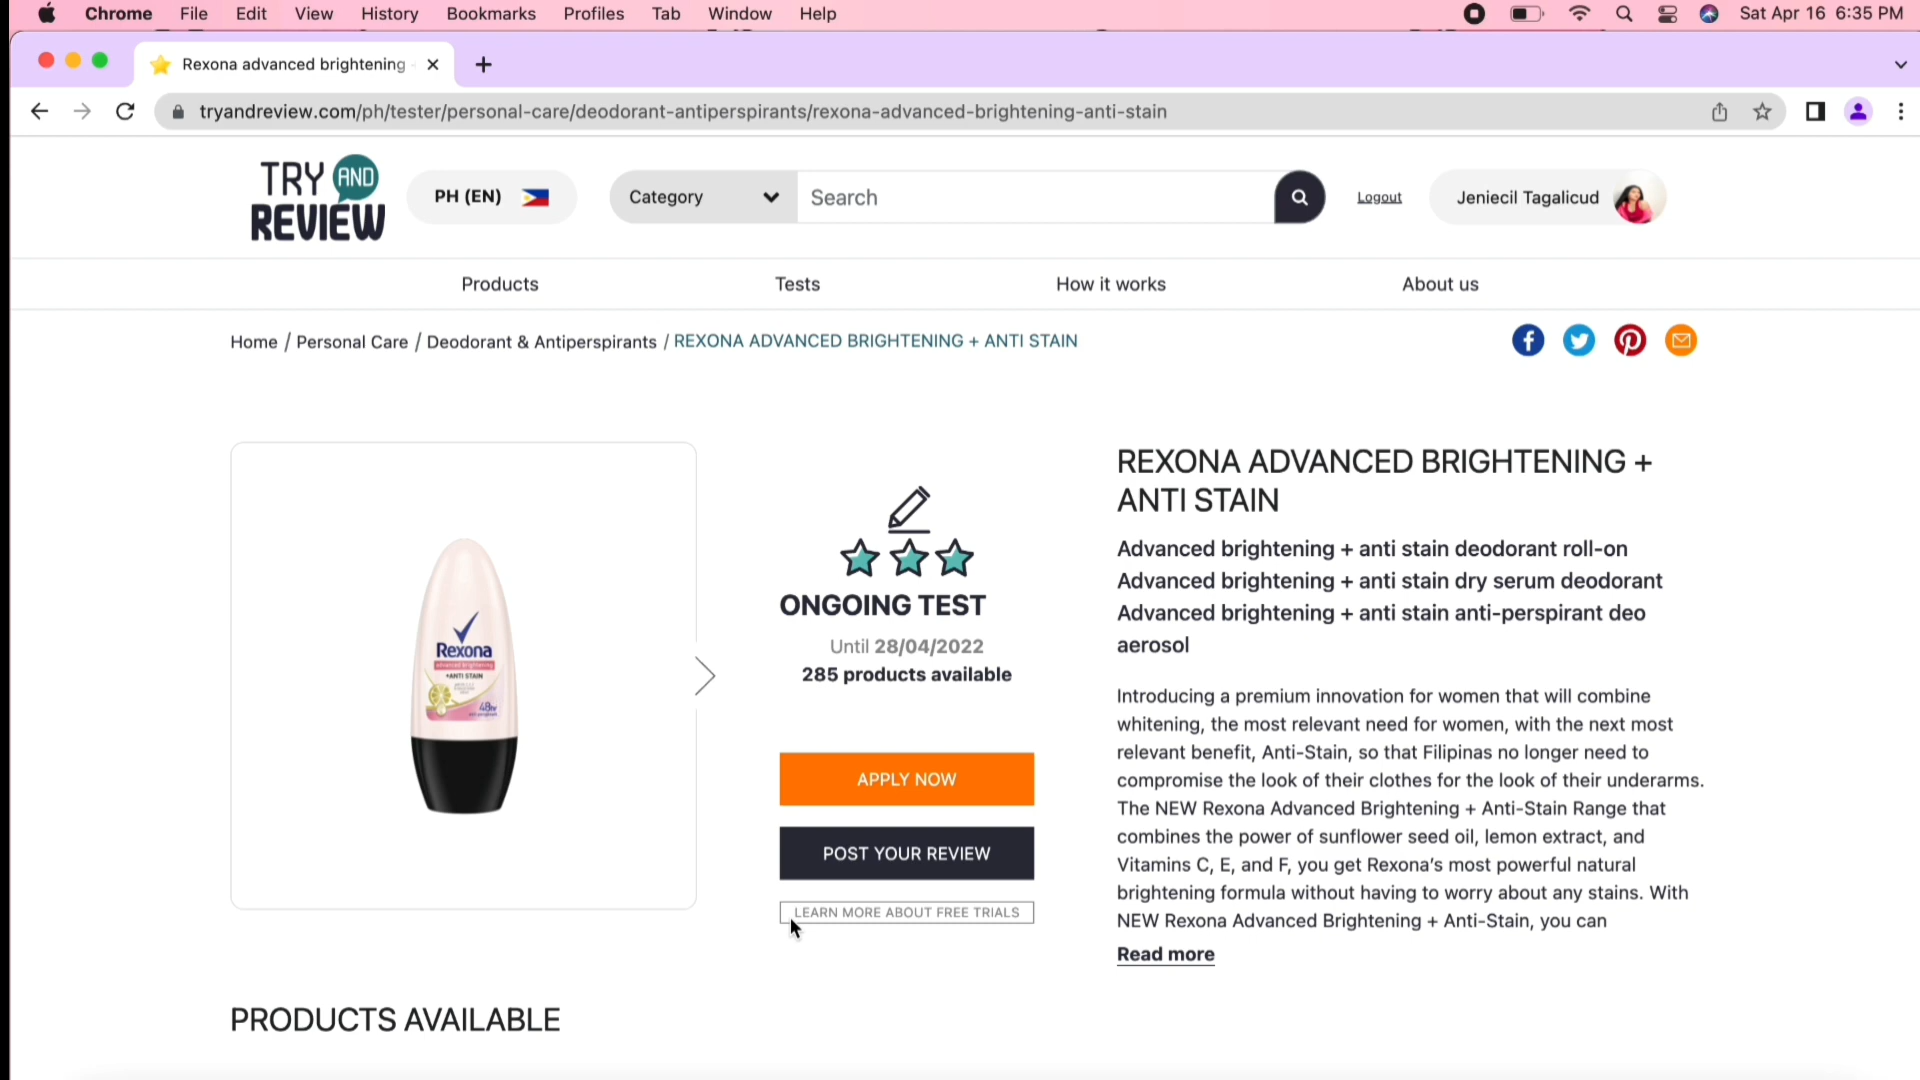 Chrome File Edit View History Bookmarks Profiles Tab Window Help Sat Apr 16 6:35 PM
Rexona advanced brightening
tryandreview.com/ph/tester/personal-care/deodorant-antiperspirants/rexona-advanced-brightening-anti-stain
TRY AND REVIEW
PH (EN)
Category
Search
Logout
Jeniecil Tagalicud
Products Tests How it works About us
Home / Personal Care / Deodorant & Antiperspirants / REXONA ADVANCED BRIGHTENING + ANTI STAIN
Rexona
advanced brightening
+ANTI STAIN
48hr
ONGOING TEST
Until 28/04/2022
285 products available
APPLY NOW
POST YOUR REVIEW
LEARN MORE ABOUT FREE TRIALS
REXONA ADVANCED BRIGHTENING +
ANTI STAIN
Advanced brightening + anti stain deodorant roll-on
Advanced brightening + anti stain dry serum deodorant
Advanced brightening + anti stain anti-perspirant deo
aerosol
Introducing a premium innovation for women that will combine
whitening, the most relevant need for women, with the next most
relevant benefit, Anti-Stain, so that Filipinas no longer need to
compromise the look of their clothes for the look of their underarms.
The NEW Rexona Advanced Brightening + Anti-Stain Range that
combines the power of sunflower seed oil, lemon extract, and
Vitamins C, E, and F, you get Rexona's most powerful natural
brightening formula without having to worry about any stains. With
NEW Rexona Advanced Brightening + Anti-Stain, you can
Read more
PRODUCTS AVAILABLE